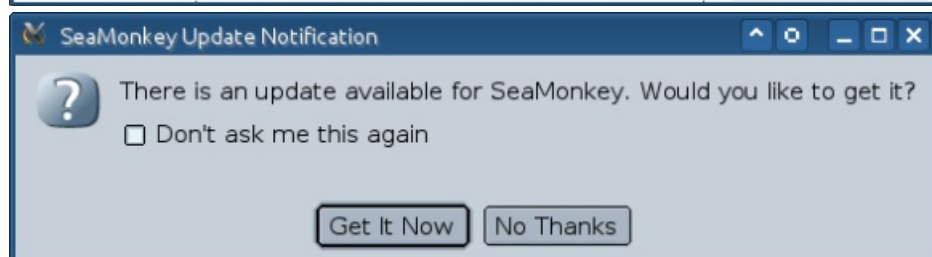 SeaMonkey Update Notification
There is an update available for SeaMonkey. Would you like to get it?
Don't ask me this again
Get It Now No Thanks